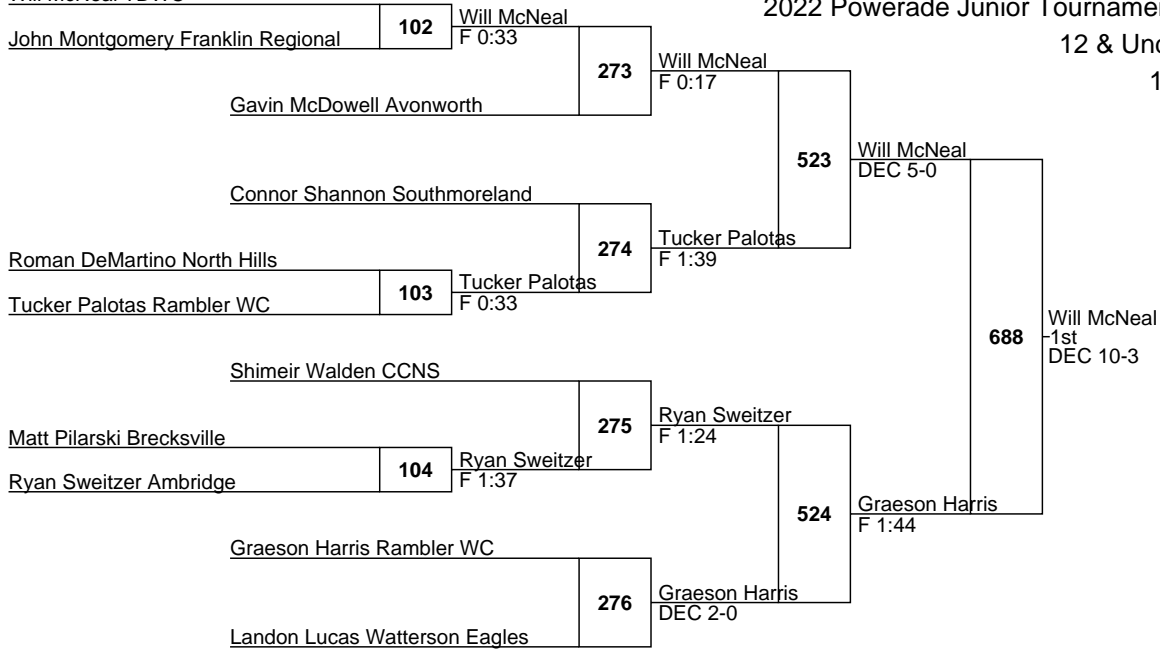 102
Will McNeal
F 0:33
John Montgomery Franklin Regional
2022 Powerade Junior
12 &
273
Will McNeal
F 0:17
Gavin McDowell Avonworth
523
Will McNeal
DEC 5-0
Connor Shannon Southmoreland
274
Tucker Palotas
F 1:39
Roman DeMartino North Hills
103
Tucker Palotas
F 0:33
Tucker Palotas Rambler WC
688
Will McNeal
1st
DEC 10-3
Shimeir Walden CCNS
275
Ryan Sweitzer
F 1:24
Matt Pilarski Brecksville
104
Ryan Sweitzer
F 1:37
Ryan Sweitzer Ambridge
524
Graeson Harris
F 1:44
Graeson Harris Rambler WC
276
Graeson Harris
DEC 2-0
Landon Lucas Watterson Eagles